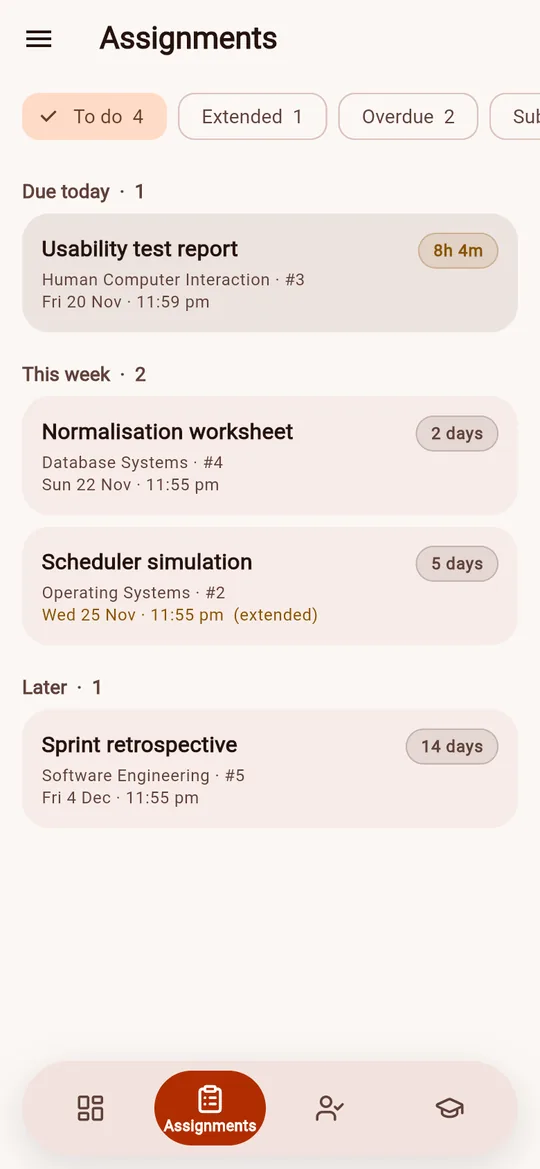 Assignments
To do 4
Extended 1
Overdue 2
Due today · 1
Usability test report
8h 4m
Human Computer Interaction · #3
Fri 20 Nov · 11:59 pm
This week · 2
Normalisation worksheet
2 days
Database Systems · #4
Sun 22 Nov · 11:55 pm
Scheduler simulation
5 days
Operating Systems · #2
Wed 25 Nov · 11:55 pm (extended)
Later · 1
Sprint retrospective
14 days
Software Engineering · #5
Fri 4 Dec · 11:55 pm
Assignments